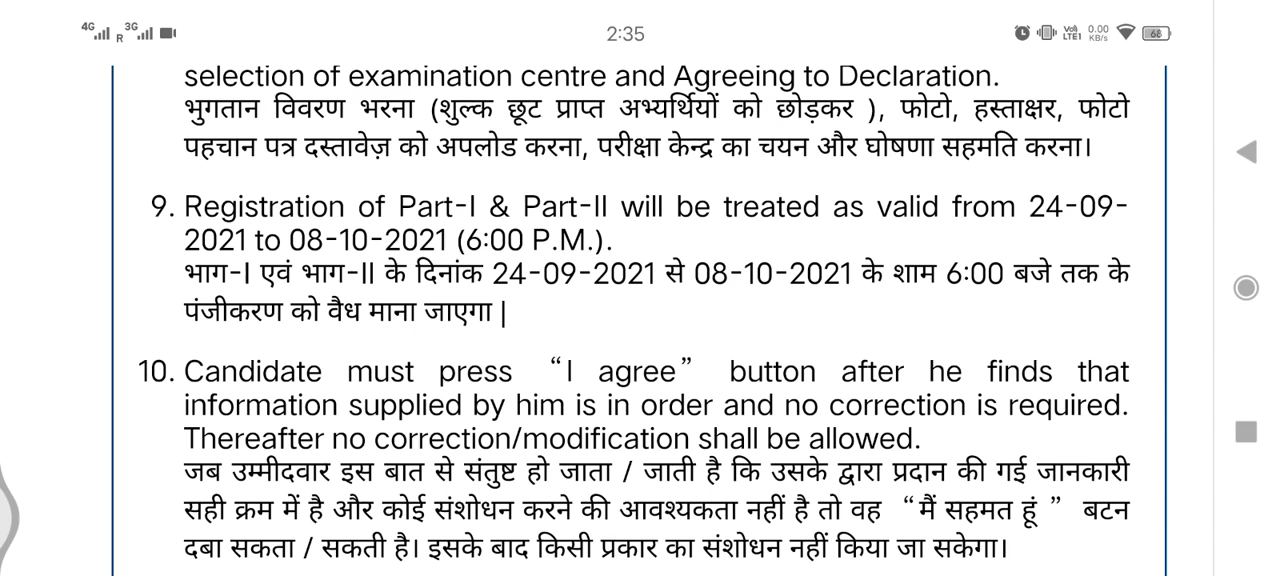 4G R 3G 2:35 Vo) LTE1 0.00 KB/s 68
selection of examination centre and Agreeing to Declaration.
भुगतान विवरण भरना (शुल्क छूट प्राप्त अभ्यर्थियों को छोड़कर ), फोटो, हस्ताक्षर, फोटो
पहचान पत्र दस्तावेज़ को अपलोड करना, परीक्षा केन्द्र का चयन और घोषणा सहमति करना।
9. Registration of Part-I & Part-II will be treated as valid from 24-09-
2021 to 08-10-2021 (6:00 P.M.).
भाग-I एवं भाग-II के दिनांक 24-09-2021 से 08-10-2021 के शाम 6:00 बजे तक के
पंजीकरण को वैध माना जाएगा |
10. Candidate must press “I agree” button after he finds that
information supplied by him is in order and no correction is required.
Thereafter no correction/modification shall be allowed.
जब उम्मीदवार इस बात से संतुष्ट हो जाता / जाती है कि उसके द्वारा प्रदान की गई जानकारी
सही क्रम में है और कोई संशोधन करने की आवश्यकता नहीं है तो वह “मैं सहमत हूं ” बटन
दबा सकता / सकती है। इसके बाद किसी प्रकार का संशोधन नहीं किया जा सकेगा।